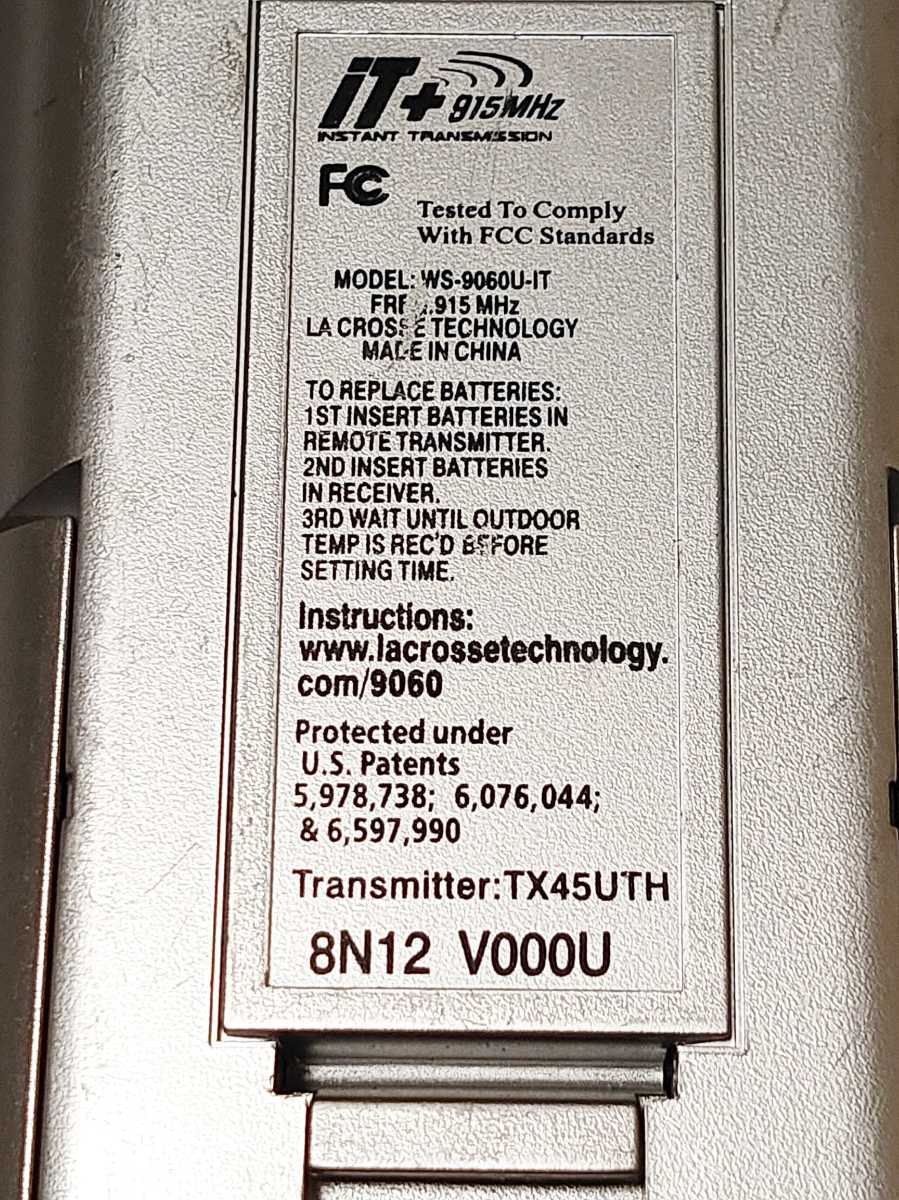 iT+ 915MHz
INSTANT TRANSMISSION
FC
Tested To Comply
With FCC Standards
MODEL: WS-9060U-IT
915 MHz
LA CROSSE TECHNOLOGY
MADE IN CHINA
TO REPLACE BATTERIES:
1ST INSERT BATTERIES IN
REMOTE TRANSMITTER.
2ND INSERT BATTERIES
IN RECEIVER.
3RD WAIT UNTIL OUTDOOR
TEMP IS REC'D BEFORE
SETTING TIME.
Instructions:
www.lacrossetechnology.
com/9060
Protected under
U.S. Patents
5,978,738; 6,076,044;
& 6,597,990
Transmitter:TX45UTH
8N12 V000U